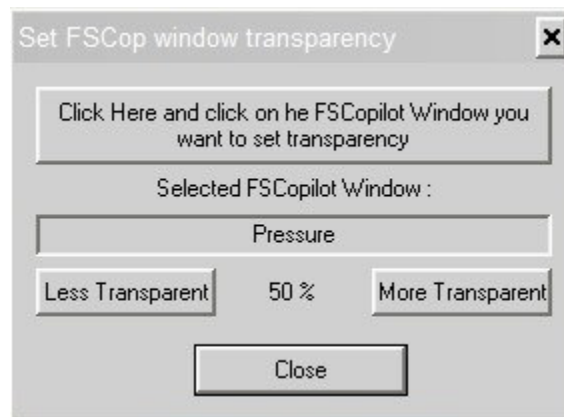 Set FSCop window transparency
Click Here and click on he FSCopilot Window you
want to set transparency
Selected FSCopilot Window :
Pressure
Less Transparent 50 % More Transparent
Close